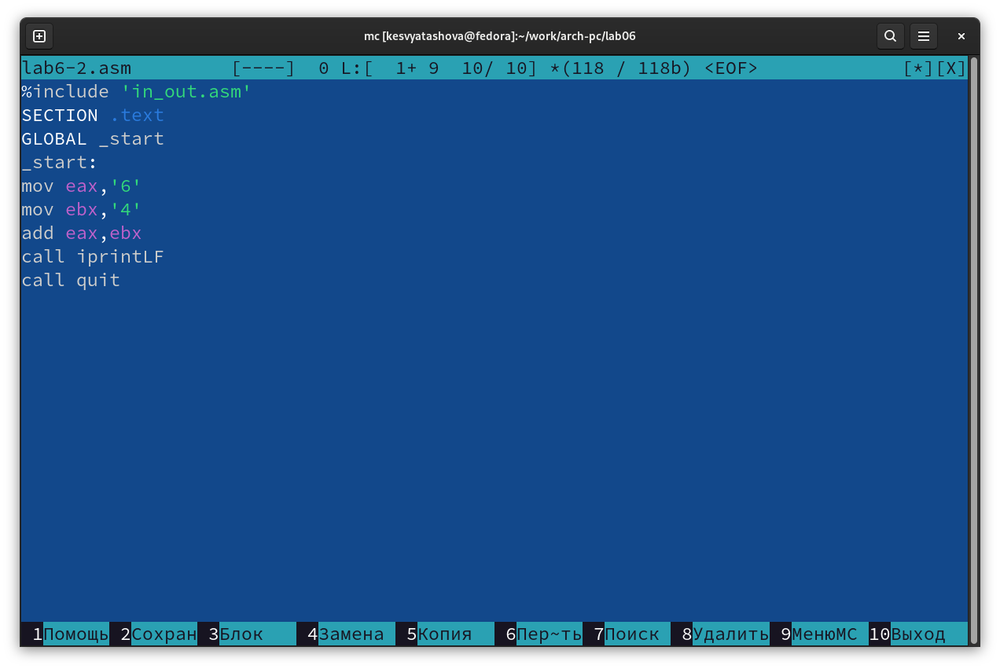 mc [kesvyatashova@fedora]:~/work/arch-pc/lab06
lab6-2.asm [----] 0 L:[ 1+ 9 10/ 10] *(118 / 118b) <EOF> [*][X]
%include 'in_out.asm'
SECTION .text
GLOBAL _start
_start:
mov eax,'6'
mov ebx,'4'
add eax,ebx
call iprintLF
call quit
1Помощь 2Сохран 3Блок 4Замена 5Копия 6Пер~ть 7Поиск 8Удалить 9МенюМС 10Выход